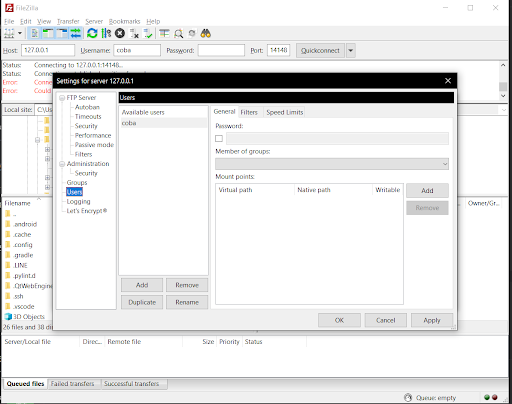 FileZilla
File Edit View Transfer Server Bookmarks Help
Host: 127.0.0.1 Username: coba Password: Port: 14148 Quickconnect
Status: Connecting to 127.0.0.1:14148...
Status:
Error:
Error: Could
Local site: C:\Us
Settings for server 127.0.0.1
FTP Server
Autoban
Timeouts
Security
Performance
Passive mode
Filters
Administration
Security
Groups
Users
Logging
Let's Encrypt®
Users
Available users
coba
Add Remove
Duplicate Rename
General Filters Speed Limits
Password:
Member of groups:
Mount points:
Virtual path Native path Writable
Add
Remove
OK Cancel Apply
Filename
..
.android
.cache
.config
.gradle
.LINE
.pylint.d
.QtWebEngin
.ssh
.vscode
3D Objects
26 files and 38 dir
Owner/Gr...
Server/Local file Direc... Remote file Size Priority Status
Queued files Failed transfers Successful transfers
Queue: empty